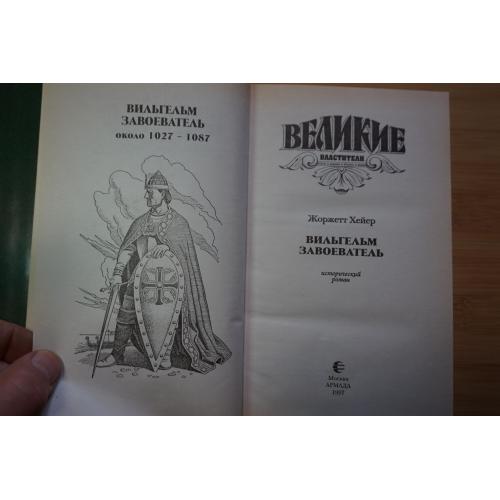 ВИЛЬГЕЛЬМ
ЗАВОЕВАТЕЛЬ
ОКОЛО 1027 - 1087
ВЕЛИКИЕ
ВЛАСТИТЕЛИ
Жоржетт Хейер
ВИЛЬГЕЛЬМ
ЗАВОЕВАТЕЛЬ
исторический
роман
Москва
АРМАДА
1997